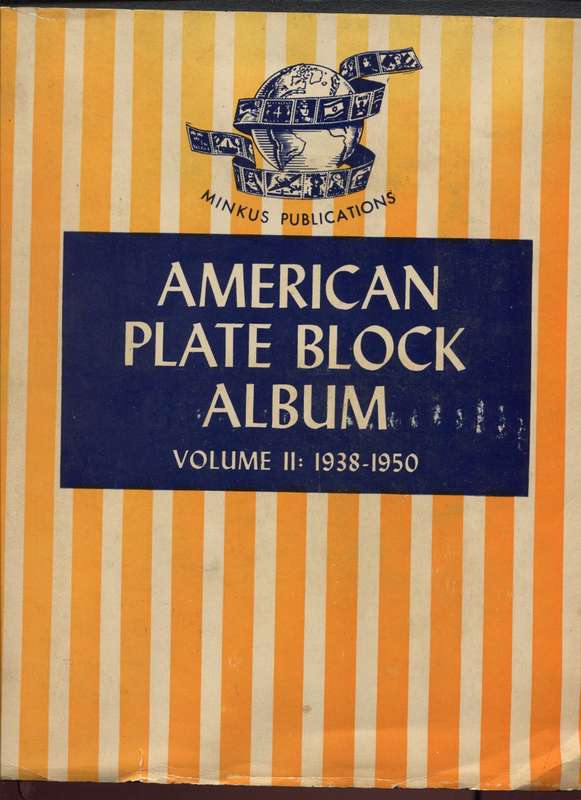 MINKUS PUBLICATIONS
AMERICAN
PLATE BLOCK
ALBUM
VOLUME II: 1938-1950